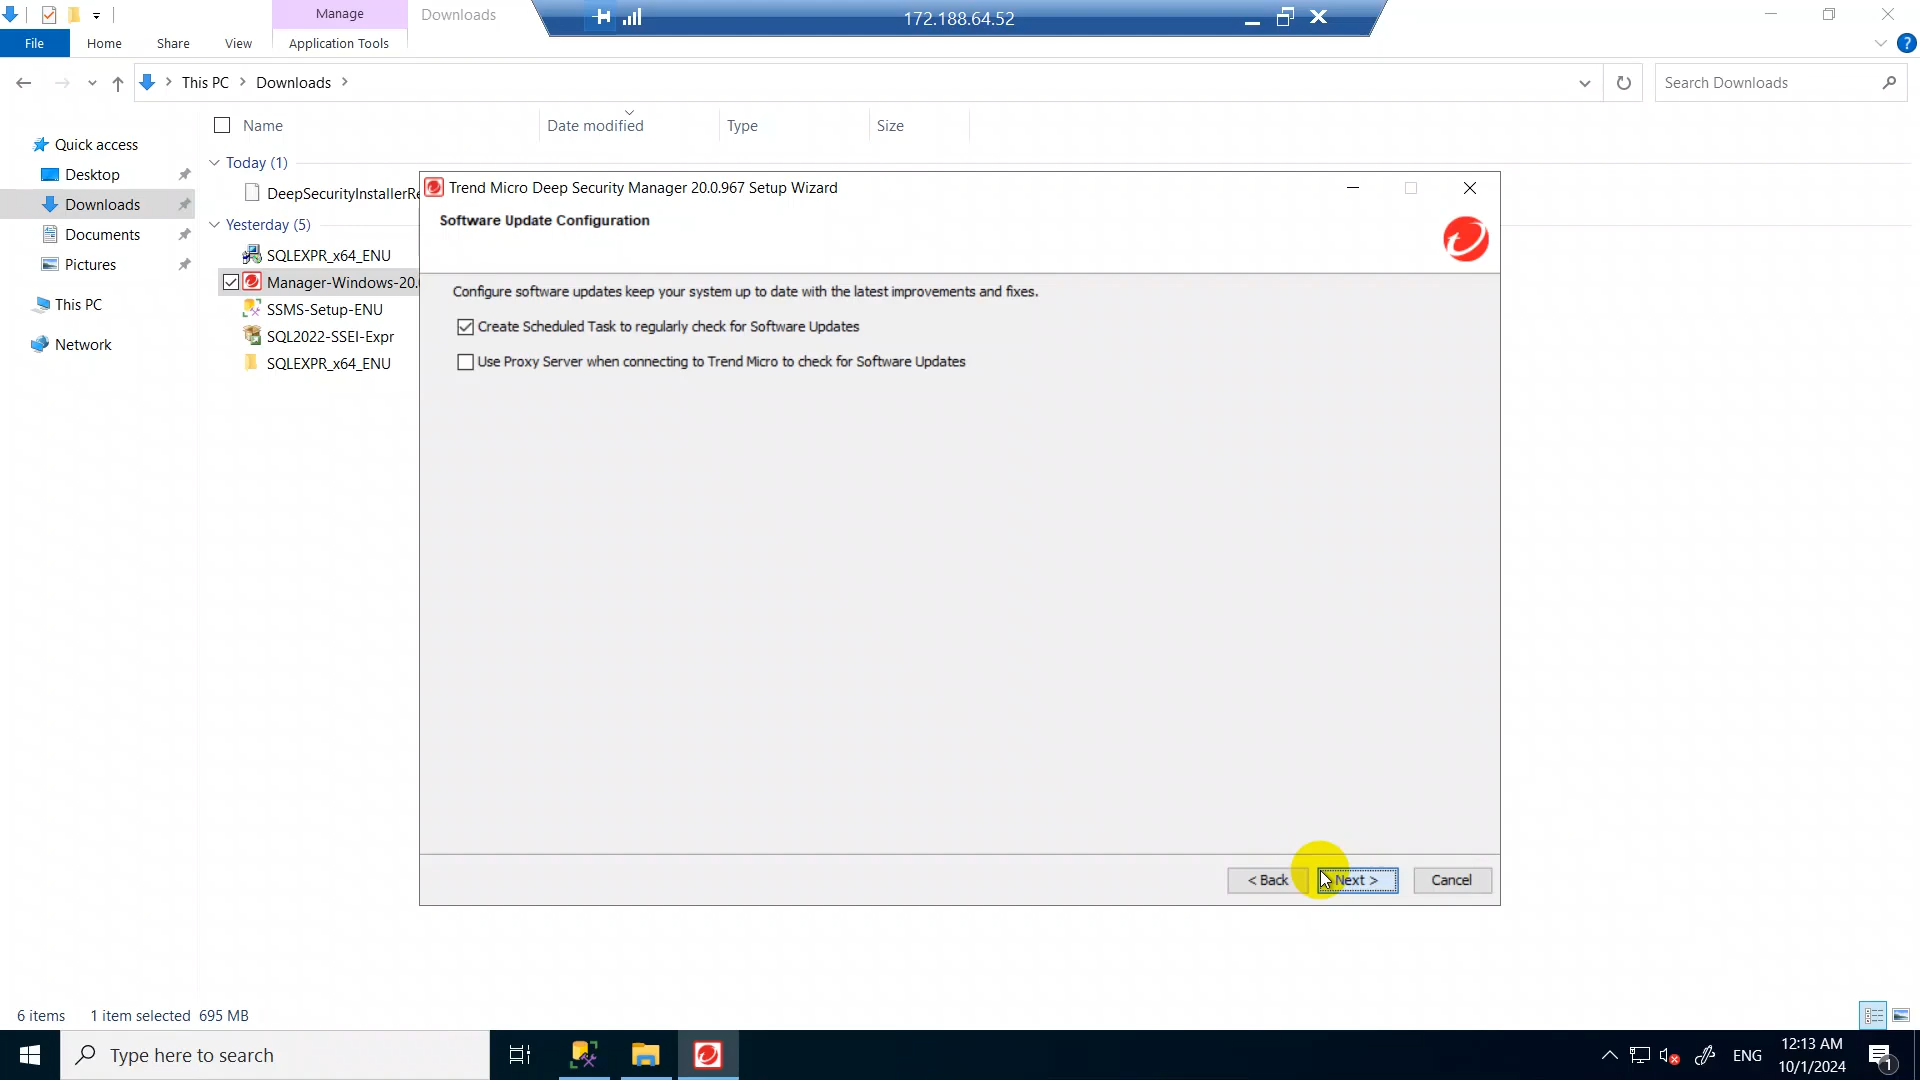 Manage
Downloads
172.188.64.52
File
Home
Share
View
Application Tools
This PC
Downloads
Search Downloads
Name
Date modified
Type
Size
Quick access
Desktop
Downloads
Documents
Pictures
This PC
Network
Today (1)
DeepSecurityInstallerRe
Yesterday (5)
SQLEXPR_x64_ENU
Manager-Windows-20.
SSMS-Setup-ENU
SQL2022-SSEI-Expr
SQLEXPR_x64_ENU
Trend Micro Deep Security Manager 20.0.967 Setup Wizard
Software Update Configuration
Configure software updates keep your system up to date with the latest improvements and fixes.
Create Scheduled Task to regularly check for Software Updates
Use Proxy Server when connecting to Trend Micro to check for Software Updates
< Back
Next >
Cancel
6 items
1 item selected 695 MB
Type here to search
ENG
12:13 AM
10/1/2024
1